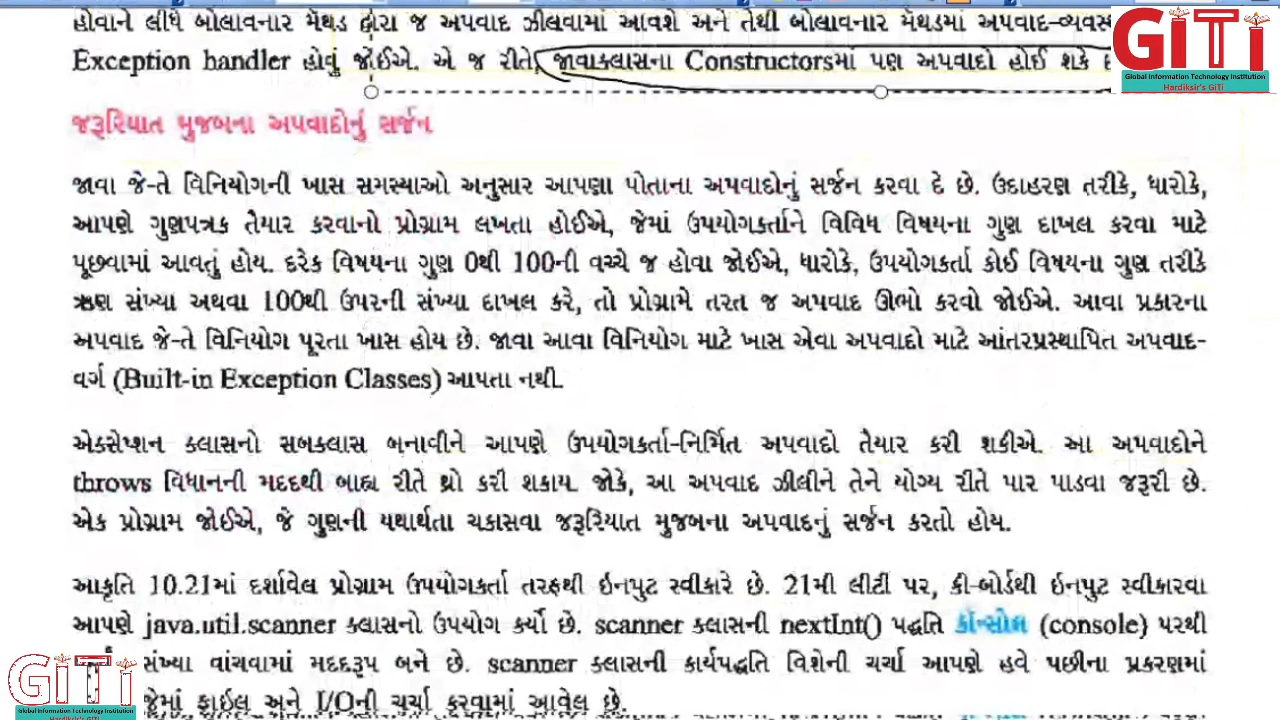 હોવાને લીધે બોલાવનાર મૅથડ દ્વારા જ અપવાદ ઝીલવામાં આવશે અને તેથી બોલાવનાર મૅથડમાં
Exception handler હોવું જોઈએ. એ જ રીતે, જાવાક્લાસના Constructorsમાં પણ અપવાદો હોઈ શકે
GiTi
Global Information Technology Institution
Hardiksir's GiTi
જરૂરિયાત મુજબના અપવાદોનું સર્જન
જાવા જે-તે વિનિયોગની ખાસ સમસ્યાઓ અનુસાર આપણા પોતાના અપવાદોનું સર્જન કરવા દે છે. ઉદાહરણ તરીકે, ધારોકે,
આપણે ગુણપત્રક તૈયાર કરવાનો પ્રોગ્રામ લખતા હોઈએ, જેમાં ઉપયોગકર્તાને વિવિધ વિષયના ગુણ દાખલ કરવા માટે
પૂછવામાં આવતું હોય. દરેક વિષયના ગુણ 0થી 100ની વચ્ચે જ હોવા જોઈએ, ધારોકે, ઉપયોગકર્તા કોઈ વિષયના ગુણ તરીકે
ઋણ સંખ્યા અથવા 100થી ઉપરની સંખ્યા દાખલ કરે, તો પ્રોગ્રામે તરત જ અપવાદ ઊભો કરવો જોઈએ. આવા પ્રકારના
અપવાદ જે-તે વિનિયોગ પૂરતા ખાસ હોય છે. જાવા આવા વિનિયોગ માટે ખાસ એવા અપવાદો માટે આંતરપ્રસ્થાપિત અપવાદ-
વર્ગ (Built-in Exception Classes) આપતા નથી.
એક્સેપ્શન ક્લાસનો સબક્લાસ બનાવીને આપણે ઉપયોગકર્તા-નિર્મિત અપવાદો તૈયાર કરી શકીએ. આ અપવાદોને
throws વિધાનની મદદથી બાહ્ય રીતે થ્રો કરી શકાય. જોકે, આ અપવાદ ઝીલીને તેને યોગ્ય રીતે પાર પાડવા જરૂરી છે.
એક પ્રોગ્રામ જોઈએ, જે ગુણની યથાર્થતા ચકાસવા જરૂરિયાત મુજબના અપવાદનું સર્જન કરતો હોય.
આકૃતિ 10.21માં દર્શાવેલ પ્રોગ્રામ ઉપયોગકર્તા તરફથી ઇનપુટ સ્વીકારે છે. 21મી લીટી પર, કી-બોર્ડથી ઇનપુટ સ્વીકારવા
આપણે java.util.scanner ક્લાસનો ઉપયોગ કર્યો છે. scanner ક્લાસની nextInt() પદ્ધતિ કૉન્સોલ (console) પરથી
સંખ્યા વાંચવામાં મદદરૂપ બને છે. scanner ક્લાસની કાર્યપદ્ધતિ વિશેની ચર્ચા આપણે હવે પછીના પ્રકરણમાં
જેમાં ફાઇલ અને I/Oની ચર્ચા કરવામાં આવેલ છે.
GiTi
Global Information Technology Institution
Hardiksir's GiTi